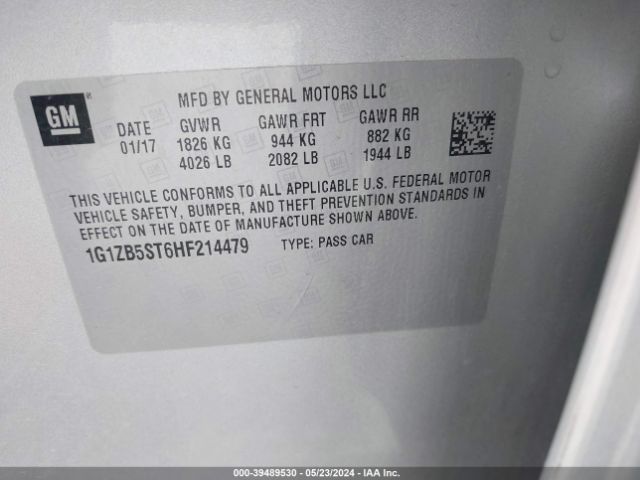 GM
MFD BY GENERAL MOTORS LLC
DATE GVWR GAWR FRT GAWR RR
01/17 1826 KG 944 KG 882 KG
4026 LB 2082 LB 1944 LB
THIS VEHICLE CONFORMS TO ALL APPLICABLE U.S. FEDERAL MOTOR
VEHICLE SAFETY, BUMPER, AND THEFT PREVENTION STANDARDS IN
EFFECT ON THE DATE OF MANUFACTURE SHOWN ABOVE.
1G1ZB5ST6HF214479 TYPE: PASS CAR
000-39489530 - 05/23/2024 - IAA Inc.